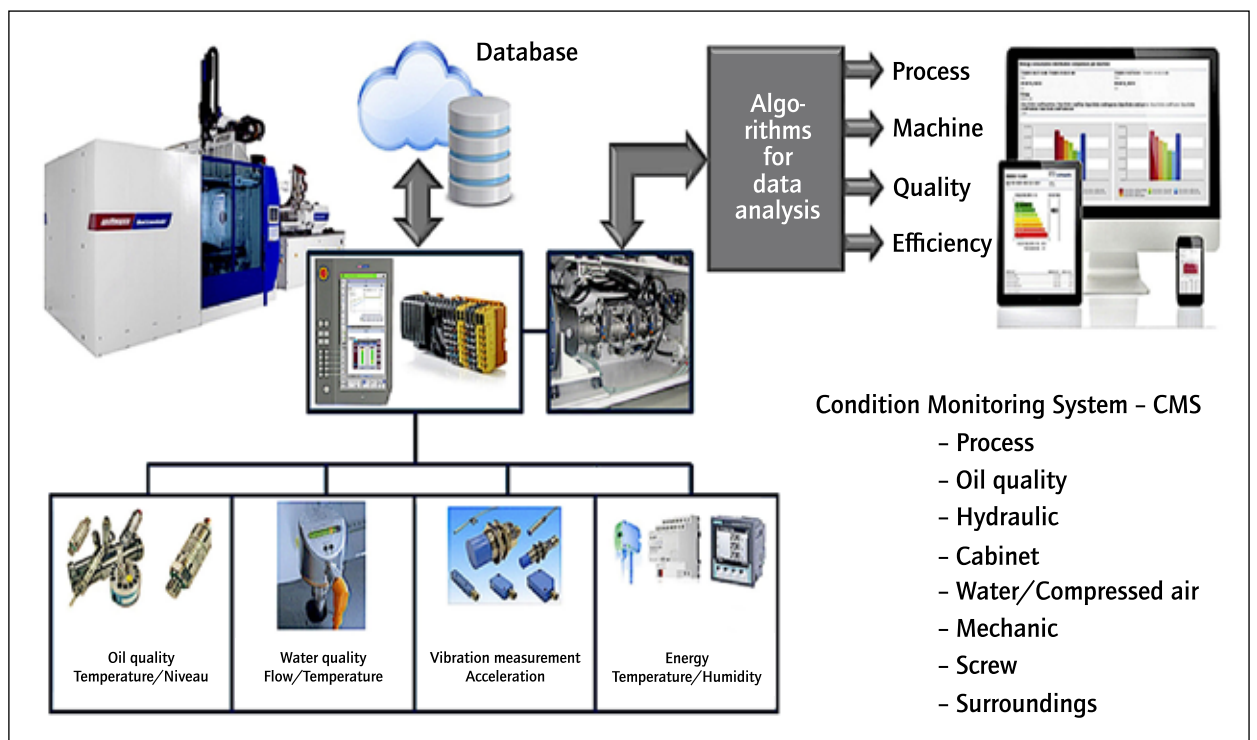 Database
Algo-
rithms
for
data
analysis
Process
Machine
Quality
Efficiency
Condition Monitoring System – CMS
– Process
– Oil quality
– Hydraulic
– Cabinet
– Water/Compressed air
– Mechanic
– Screw
– Surroundings
Oil quality
Temperature/Niveau
Water quality
Flow/Temperature
Vibration measurement
Acceleration
Energy
Temperature/Humidity